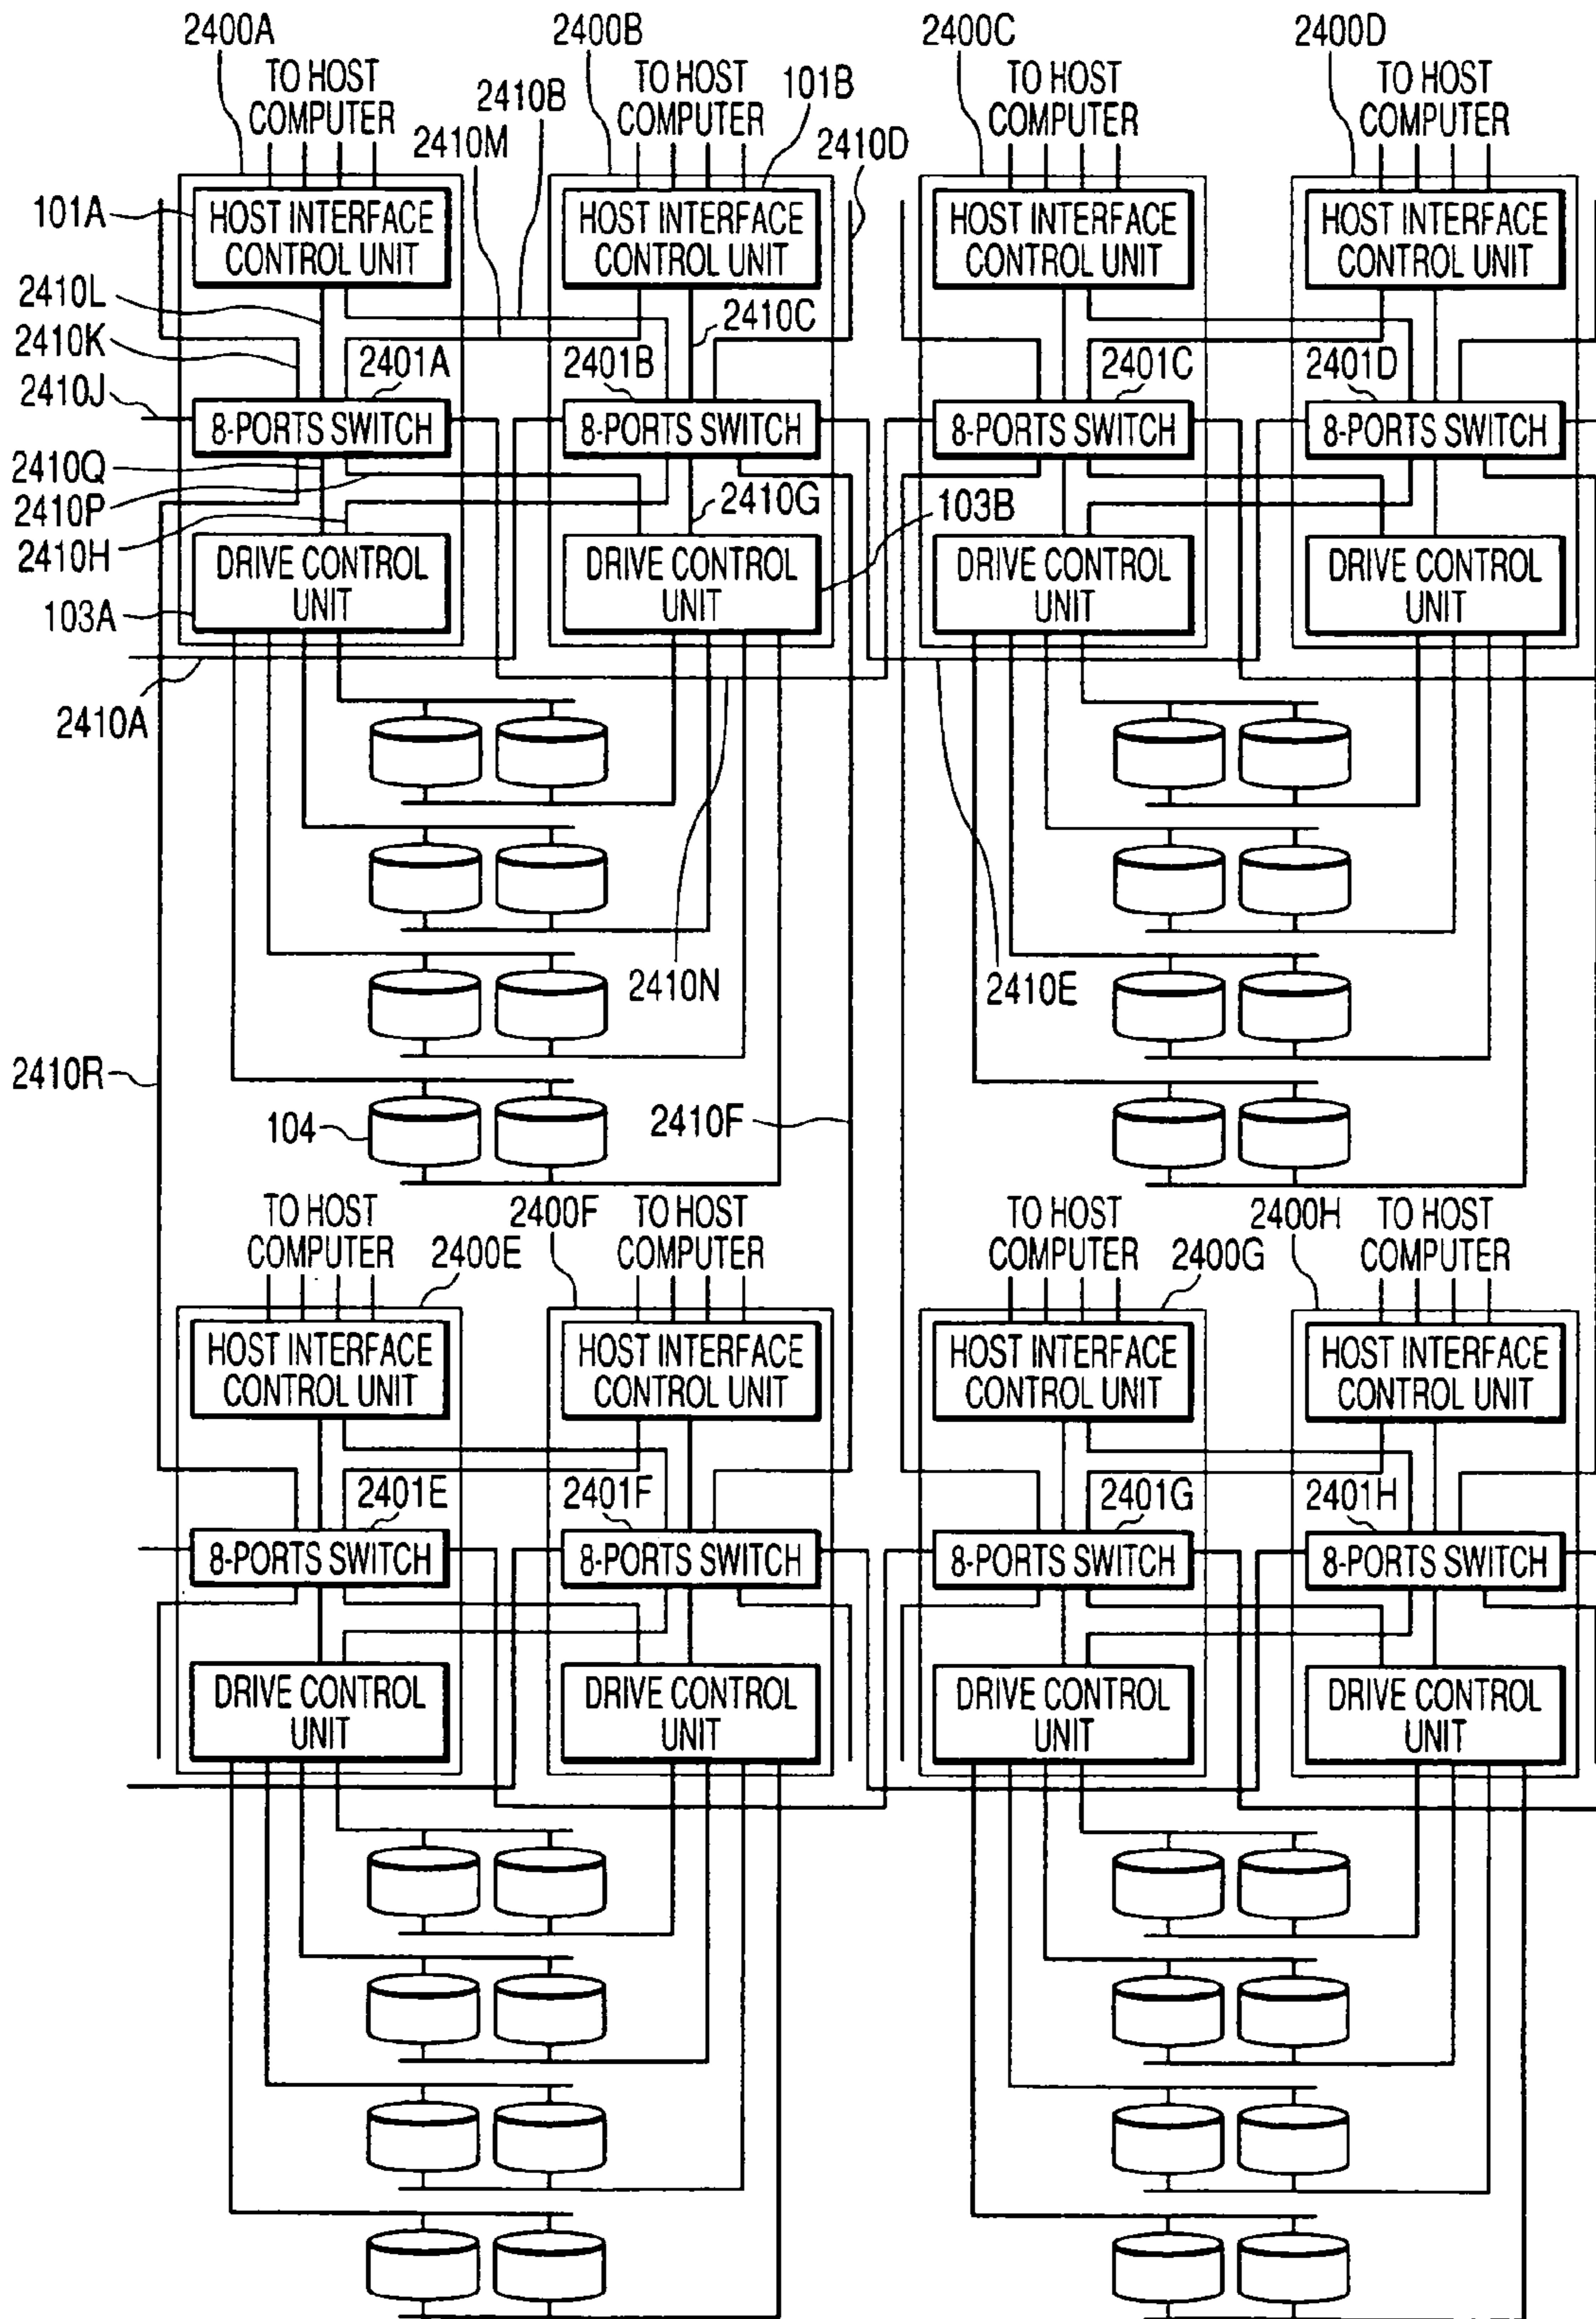 2400A
2400B
2400C
2400D
TO HOST
COMPUTER
TO HOST
COMPUTER
TO HOST
COMPUTER
TO HOST
COMPUTER
2410B
101B
2410M
2410D
101A
HOST INTERFACE
CONTROL UNIT
HOST INTERFACE
CONTROL UNIT
HOST INTERFACE
CONTROL UNIT
HOST INTERFACE
CONTROL UNIT
2410L
2410C
2410K
2401A
2401B
2401C
2401D
2410J
8-PORTS SWITCH
8-PORTS SWITCH
8-PORTS SWITCH
8-PORTS SWITCH
2410Q
2410P
2410G
103B
2410H
DRIVE CONTROL
UNIT
DRIVE CONTROL
UNIT
DRIVE CONTROL
UNIT
DRIVE CONTROL
UNIT
103A
2410A
2410N
2410E
2410R
104
2410F
TO HOST
COMPUTER
2400F
TO HOST
COMPUTER
TO HOST
COMPUTER
2400H
TO HOST
COMPUTER
2400E
2400G
HOST INTERFACE
CONTROL UNIT
HOST INTERFACE
CONTROL UNIT
HOST INTERFACE
CONTROL UNIT
HOST INTERFACE
CONTROL UNIT
2401E
2401F
2401G
2401H
8-PORTS SWITCH
8-PORTS SWITCH
8-PORTS SWITCH
8-PORTS SWITCH
DRIVE CONTROL
UNIT
DRIVE CONTROL
UNIT
DRIVE CONTROL
UNIT
DRIVE CONTROL
UNIT